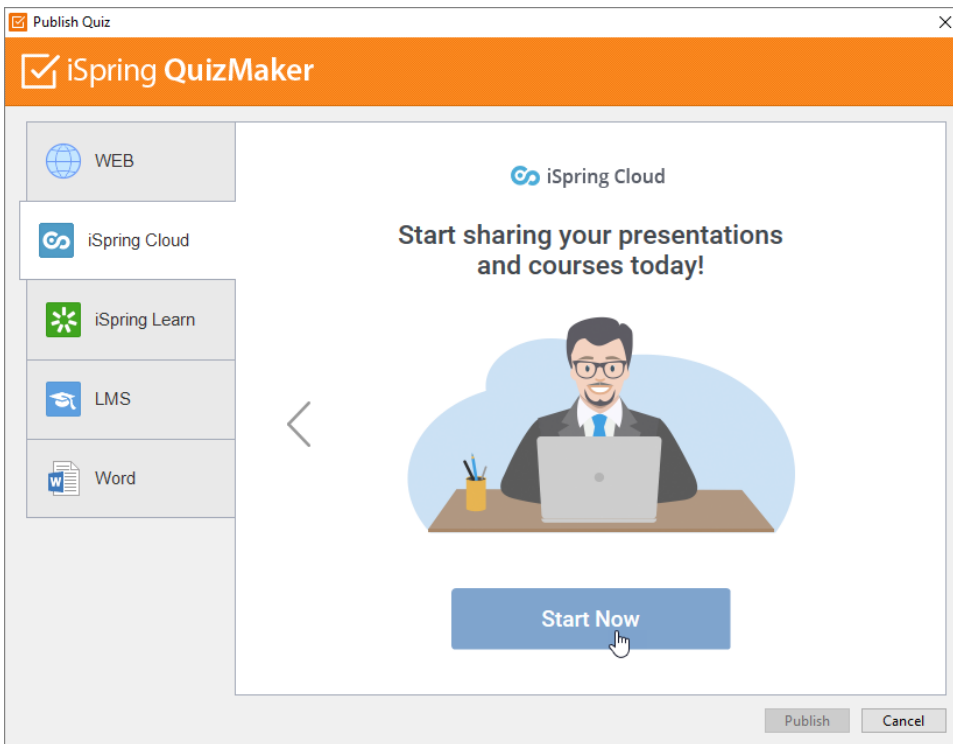 Publish Quiz
iSpring QuizMaker
WEB
iSpring Cloud
iSpring Learn
LMS
W
Word
iSpring Cloud
Start sharing your presentations
and courses today!
Start Now
Publish
Cancel